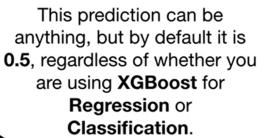 This prediction can be
anything, but by default it is
0.5, regardless of whether you
are using XGBoost for
Regression or
Classification.